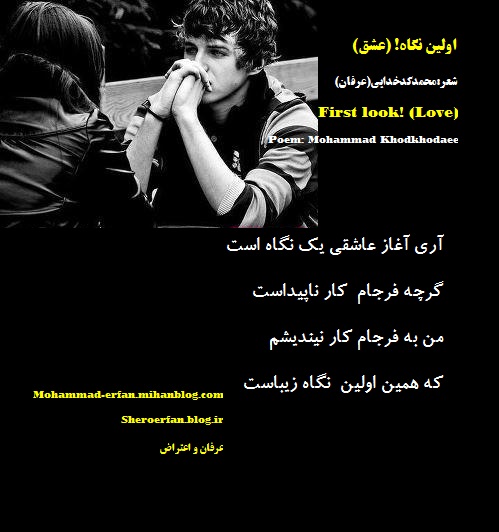 اولین نگاه! (عشق)
شعر:محمدکدخدایی(عرفان)
First look! (Love)
Poem: Mohammad Khodkhodaee
آری آغاز عاشقی یک نگاه است
گرچه فرجام کار ناپیداست
من به فرجام کار نیندیشم
که همین اولین نگاه زیباست
Mohammad-erfan.mihanblog.com
Sheroerfan.blog.ir
عرفان و اعتراض